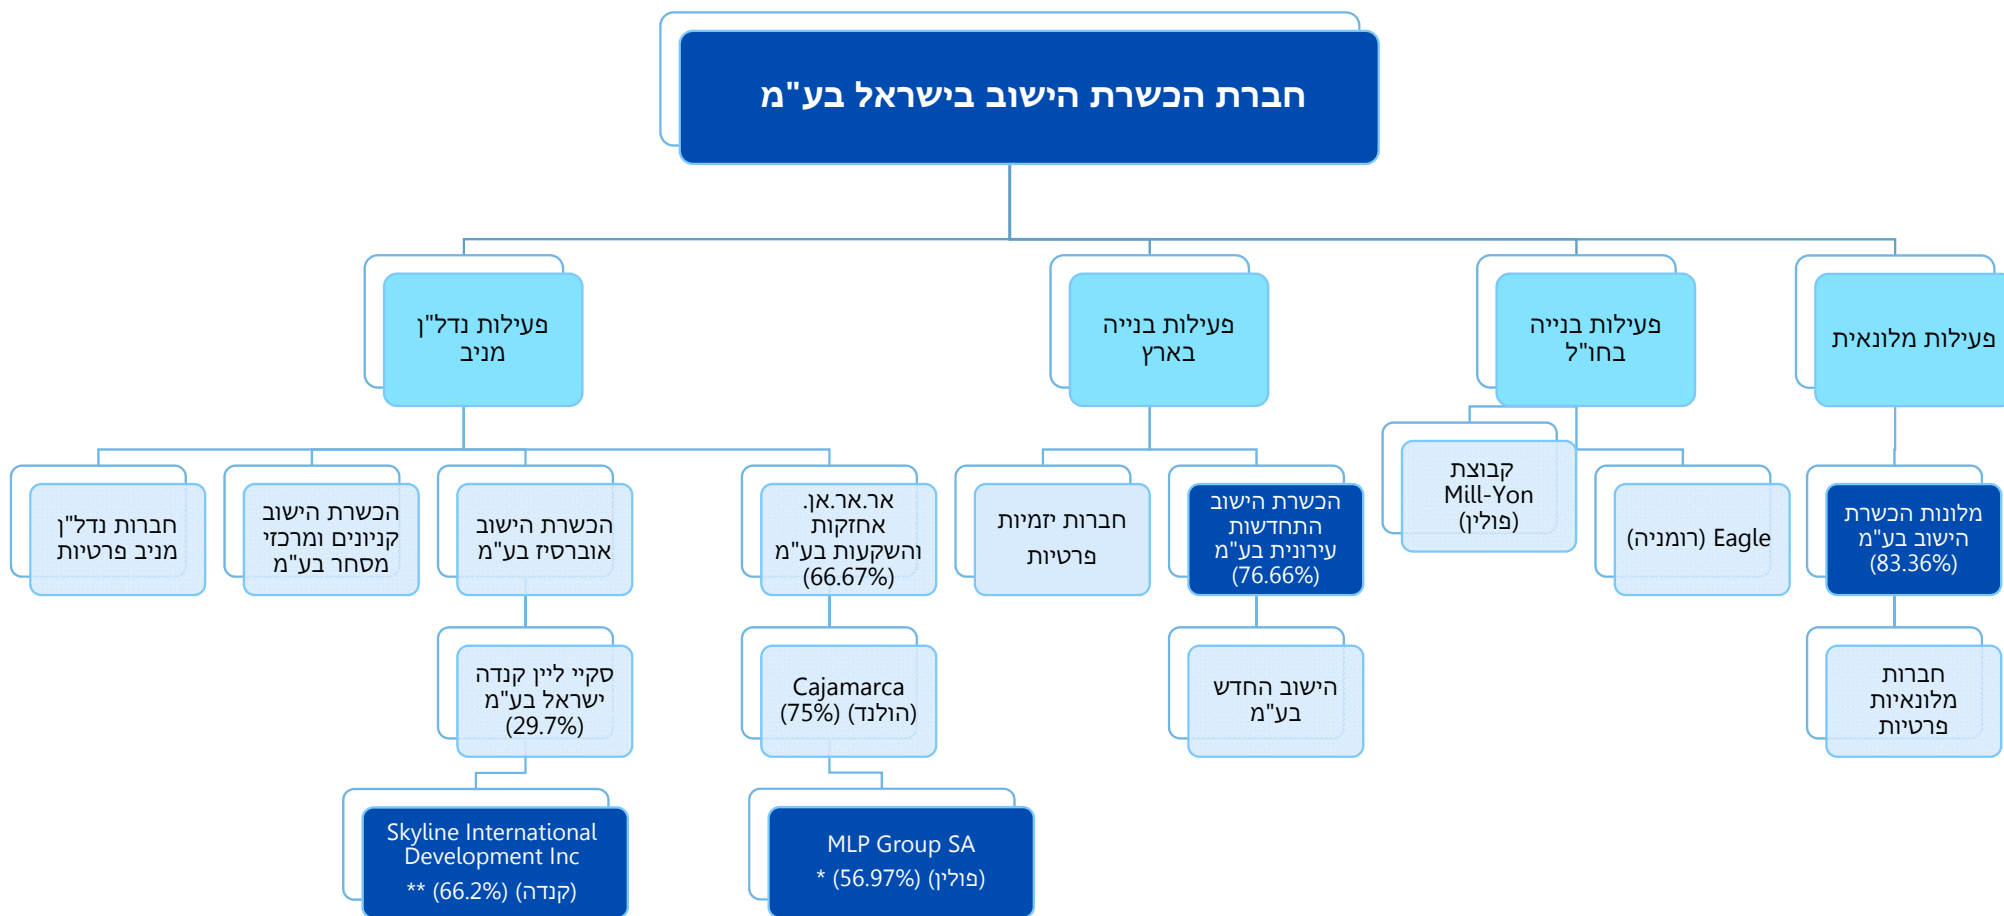 חברת הכשרת הישוב בישראל בע"מ
פעילות מלונאית
פעילות בנייה
בחו"ל
פעילות בנייה
בארץ
פעילות נדל"ן
מניב
מלונות הכשרת
הישוב בע"מ
(83.36%)
Eagle (רומניה)
קבוצת
Mill-Yon
(פולין)
הכשרת הישוב
התחדשות
עירונית בע"מ
(76.66%)
חברות יזמיות
פרטיות
אר.אר.אן.
אחזקות
והשקעות בע"מ
(66.67%)
הכשרת הישוב
אוברסיז בע"מ
הכשרת הישוב
קניונים ומרכזי
מסחר בע"מ
חברות נדל"ן
מניב פרטיות
חברות
מלונאיות
פרטיות
הישוב החדש
בע"מ
Cajamarca
(הולנד) (75%)
סקיי ליין קנדה
ישראל בע"מ
(29.7%)
MLP Group SA
(פולין) (56.97%) *
Skyline International
Development Inc
(קנדה) (66.2%) **